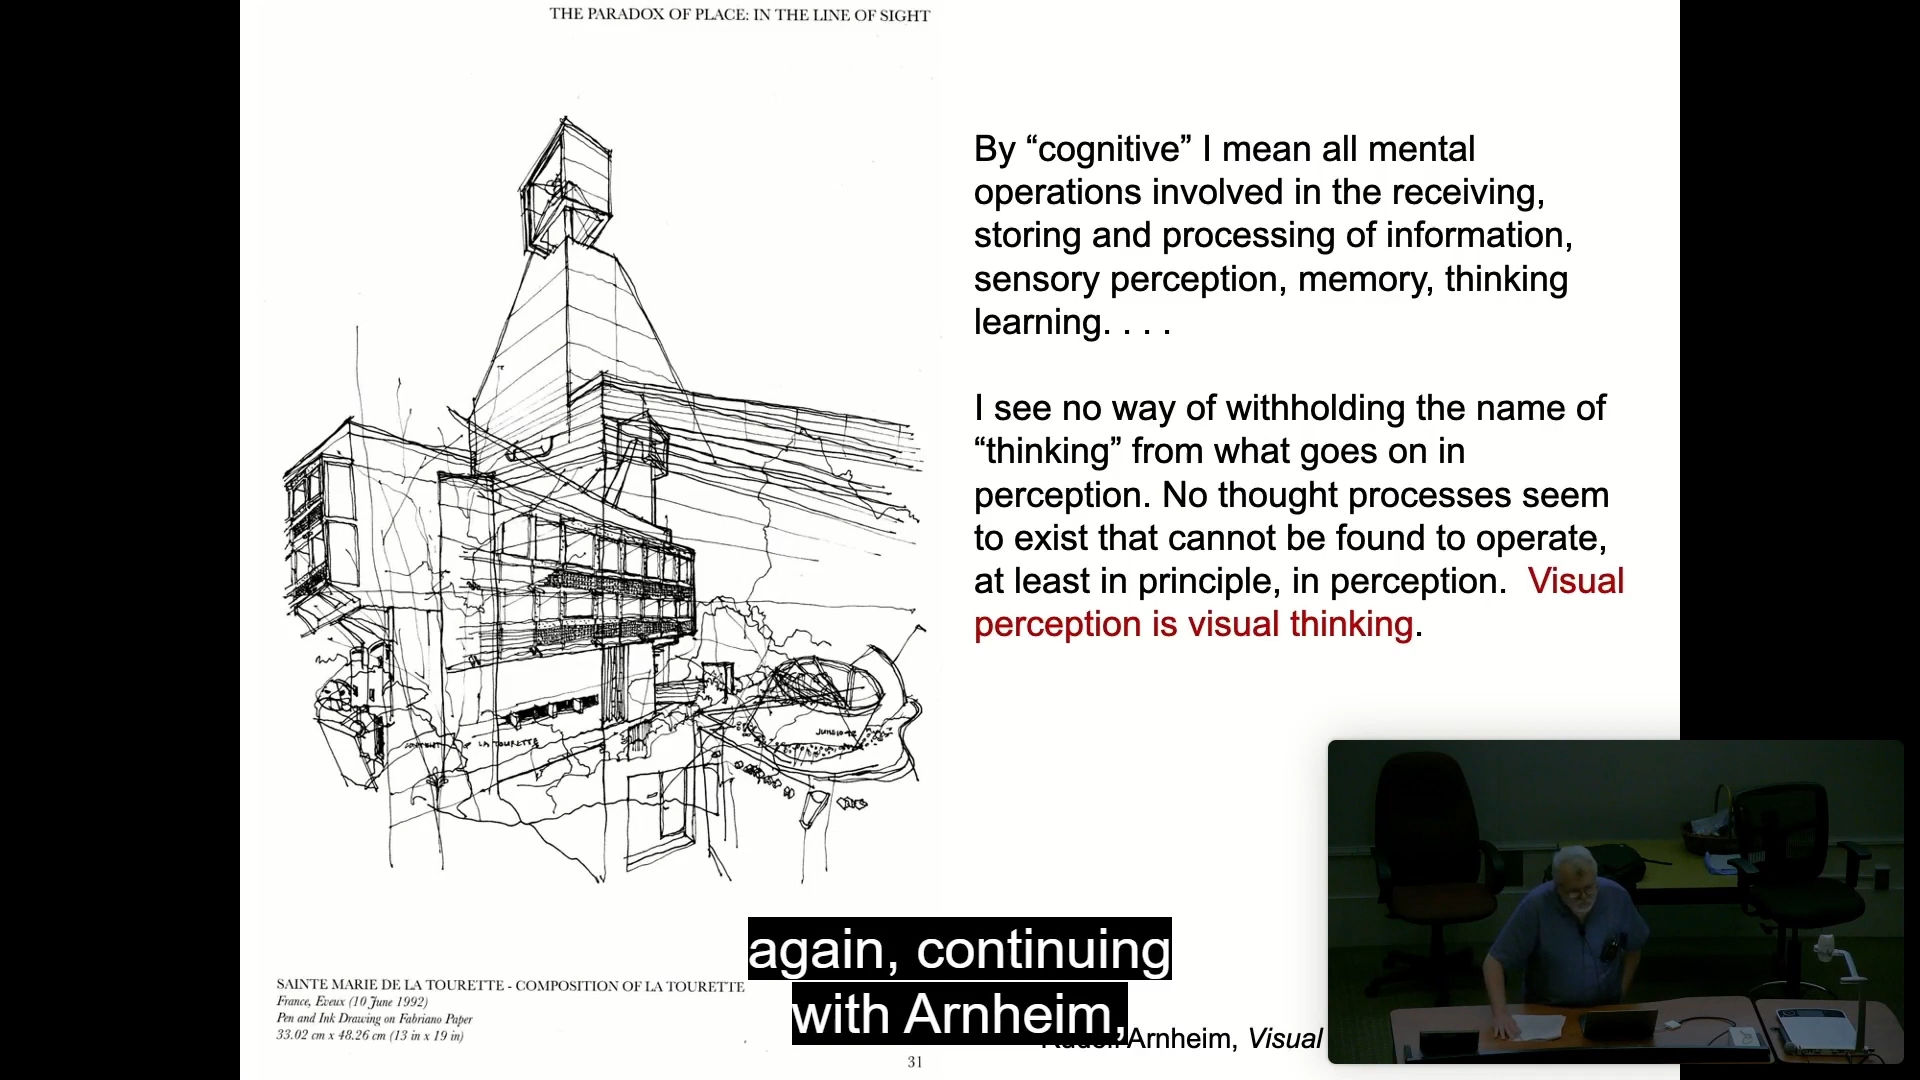 THE PARADOX OF PLACE: IN THE LINE OF SIGHT
By “cognitive” I mean all mental
operations involved in the receiving,
storing and processing of information,
sensory perception, memory, thinking
learning. . . .
I see no way of withholding the name of
“thinking” from what goes on in
perception. No thought processes seem
to exist that cannot be found to operate,
at least in principle, in perception.  Visual
perception is visual thinking.
LA TOURETTE
SAINTE MARIE DE LA TOURETTE - COMPOSITION OF LA TOURETTE
France, Eveux (10 June 1992)
Pen and Ink Drawing on Fabriano Paper
33.02 cm x 48.26 cm (13 in x 19 in)
31
again, continuing
with Arnheim,
Arnheim, Visual